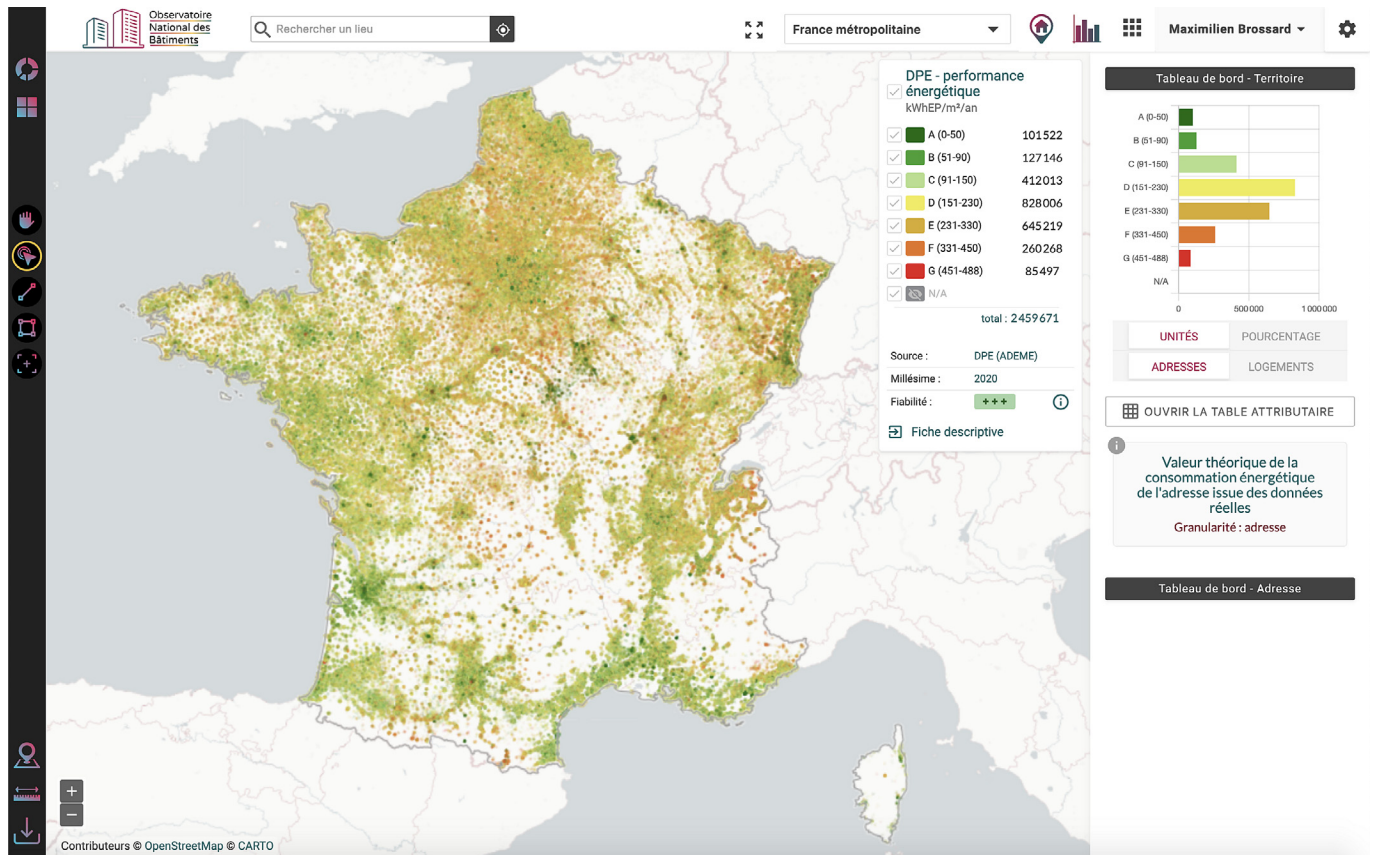 Observatoire
National des
Bâtiments
Rechercher un lieu
France métropolitaine
Maximilien Brossard
DPE - performance
énergétique
kWhEP/m²/an
A (0-50) 101522
B (51-90) 127146
C (91-150) 412013
D (151-230) 828006
E (231-330) 645219
F (331-450) 260268
G (451-488) 85497
N/A
total : 2459671
Source : DPE (ADEME)
Millésime : 2020
Fiabilité : +++
Fiche descriptive
Tableau de bord - Territoire
A (0-50)
B (51-90)
C (91-150)
D (151-230)
E (231-330)
F (331-450)
G (451-488)
N/A
0 500000 1000000
UNITÉS POURCENTAGE
ADRESSES LOGEMENTS
OUVRIR LA TABLE ATTRIBUTAIRE
Valeur théorique de la
consommation énergétique
de l'adresse issue des données
réelles
Granularité : adresse
Tableau de bord - Adresse
+
−
Contributeurs © OpenStreetMap © CARTO